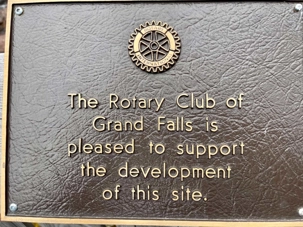 The Rotary Club of
Grand Falls is
pleased to support
the development
of this site.